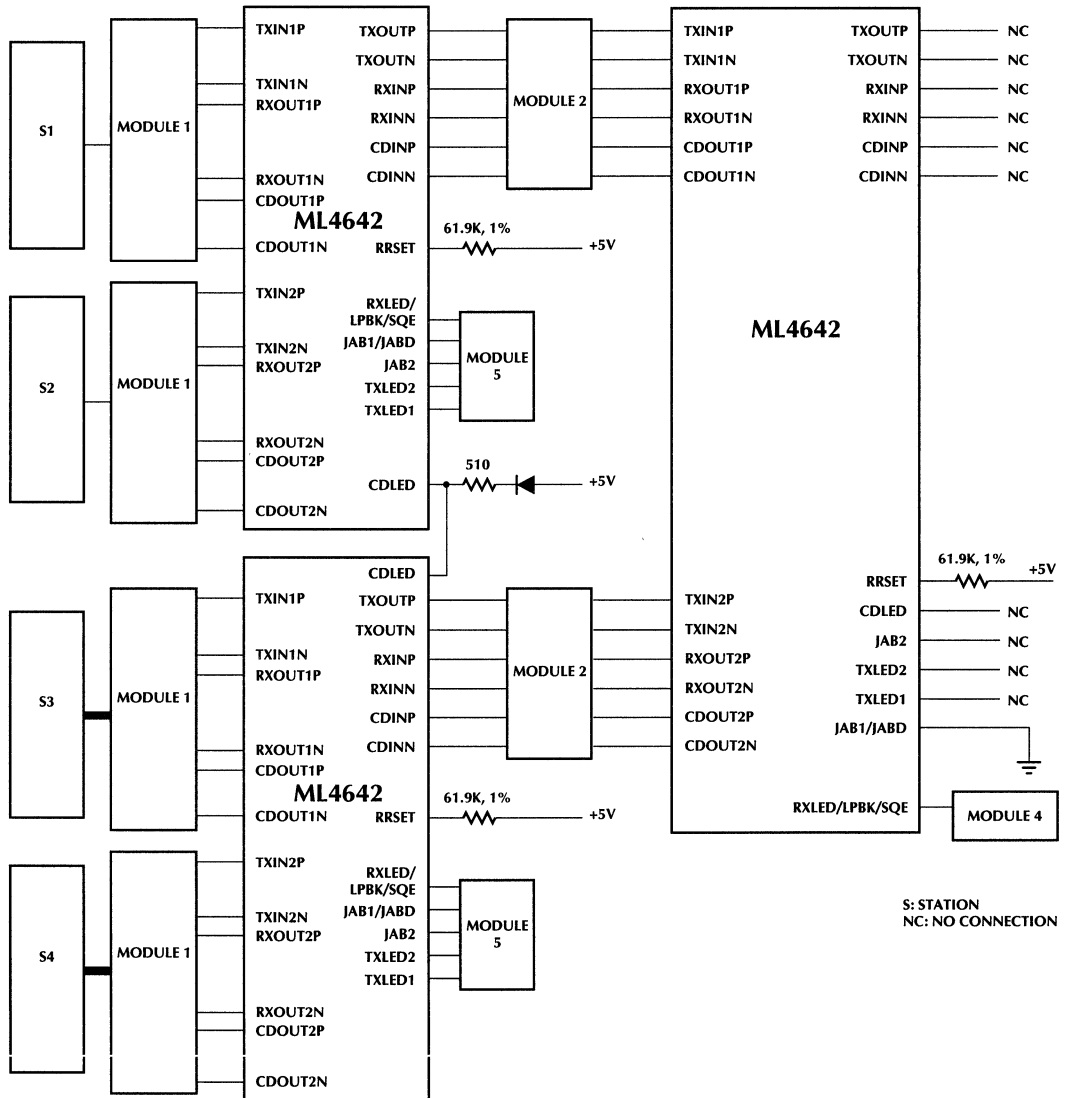 S1
MODULE 1
TXIN1P
TXIN1N
RXOUT1P
RXOUT1N
CDOUT1P
CDOUT1N
ML4642
TXOUTP
TXOUTN
RXINP
RXINN
CDINP
CDINN
RRSET
61.9K, 1%
+5V
MODULE 2
S2
MODULE 1
TXIN2P
TXIN2N
RXOUT2P
RXOUT2N
CDOUT2P
CDOUT2N
RXLED/
LPBK/SQE
JAB1/JABD
JAB2
TXLED2
TXLED1
MODULE
5
CDLED
510
+5V
S3
MODULE 1
TXIN1P
TXIN1N
RXOUT1P
RXOUT1N
CDOUT1P
CDOUT1N
ML4642
CDLED
TXOUTP
TXOUTN
RXINP
RXINN
CDINP
CDINN
RRSET
61.9K, 1%
+5V
MODULE 2
S4
MODULE 1
TXIN2P
TXIN2N
RXOUT2P
RXOUT2N
CDOUT2P
CDOUT2N
RXLED/
LPBK/SQE
JAB1/JABD
JAB2
TXLED2
TXLED1
MODULE
5
TXIN1P
TXIN1N
RXOUT1P
RXOUT1N
CDOUT1P
CDOUT1N
ML4642
TXIN2P
TXIN2N
RXOUT2P
RXOUT2N
CDOUT2P
CDOUT2N
TXOUTP NC
TXOUTN NC
RXINP NC
RXINN NC
CDINP NC
CDINN NC
RRSET
61.9K, 1%
+5V
CDLED NC
JAB2 NC
TXLED2 NC
TXLED1 NC
JAB1/JABD
RXLED/LPBK/SQE
MODULE 4
S: STATION
NC: NO CONNECTION